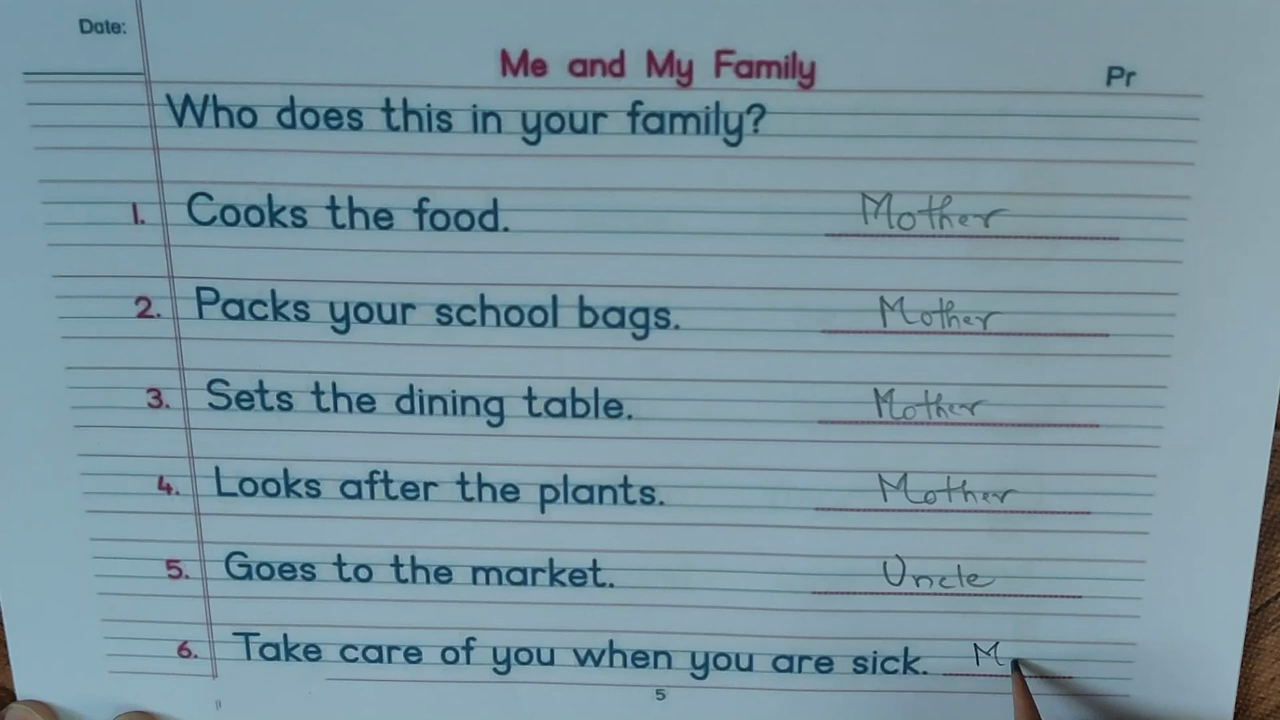 Date:
Me and My Family
Pr
Who does this in your family?
1. Cooks the food. Mother
2. Packs your school bags. Mother
3. Sets the dining table. Mother
4. Looks after the plants. Mother
5. Goes to the market. Uncle
6. Take care of you when you are sick. M
5